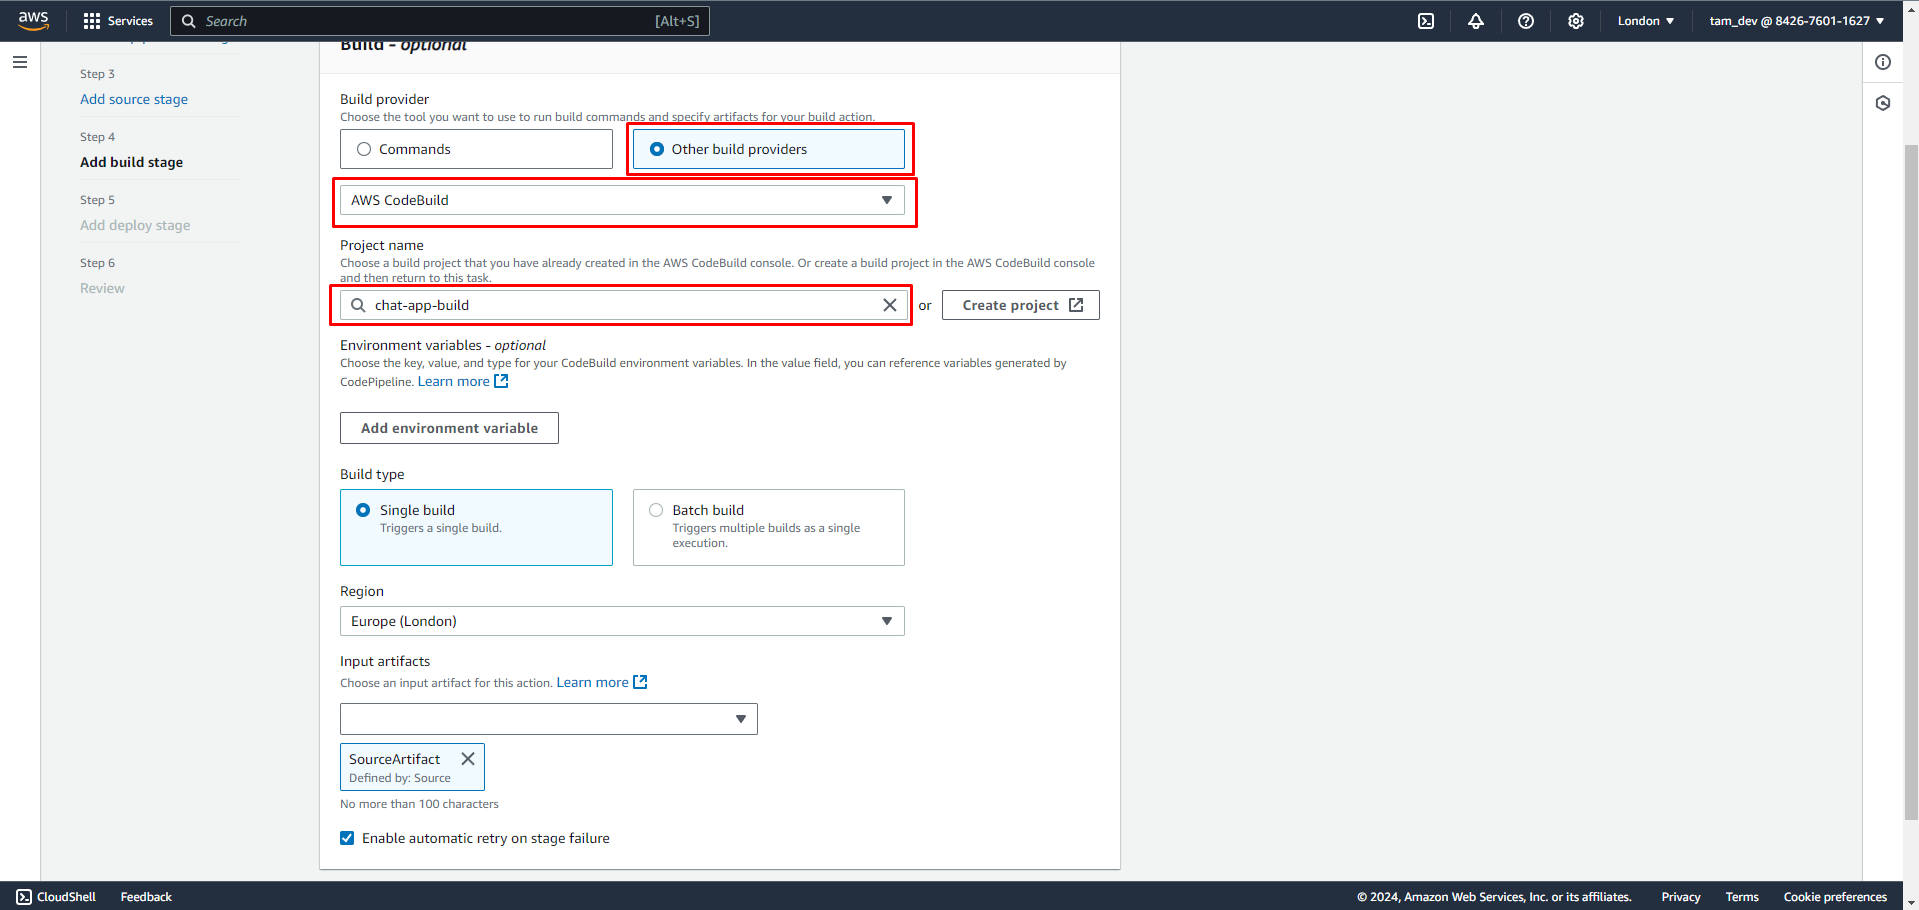 aws
Services
Search
[Alt+S]
London
tam_dev @ 8426-7601-1627
Step 3
Add source stage
Step 4
Add build stage
Step 5
Add deploy stage
Step 6
Review
Build - optional
Build provider
Choose the tool you want to use to run build commands and specify artifacts for your build action.
Commands
Other build providers
AWS CodeBuild
Project name
Choose a build project that you have already created in the AWS CodeBuild console. Or create a build project in the AWS CodeBuild console
and then return to this task.
chat-app-build
or
Create project
Environment variables - optional
Choose the key, value, and type for your CodeBuild environment variables. In the value field, you can reference variables generated by
CodePipeline. Learn more
Add environment variable
Build type
Single build
Triggers a single build.
Batch build
Triggers multiple builds as a single
execution.
Region
Europe (London)
Input artifacts
Choose an input artifact for this action. Learn more
SourceArtifact
Defined by: Source
No more than 100 characters
Enable automatic retry on stage failure
CloudShell
Feedback
© 2024, Amazon Web Services, Inc. or its affiliates.
Privacy
Terms
Cookie preferences